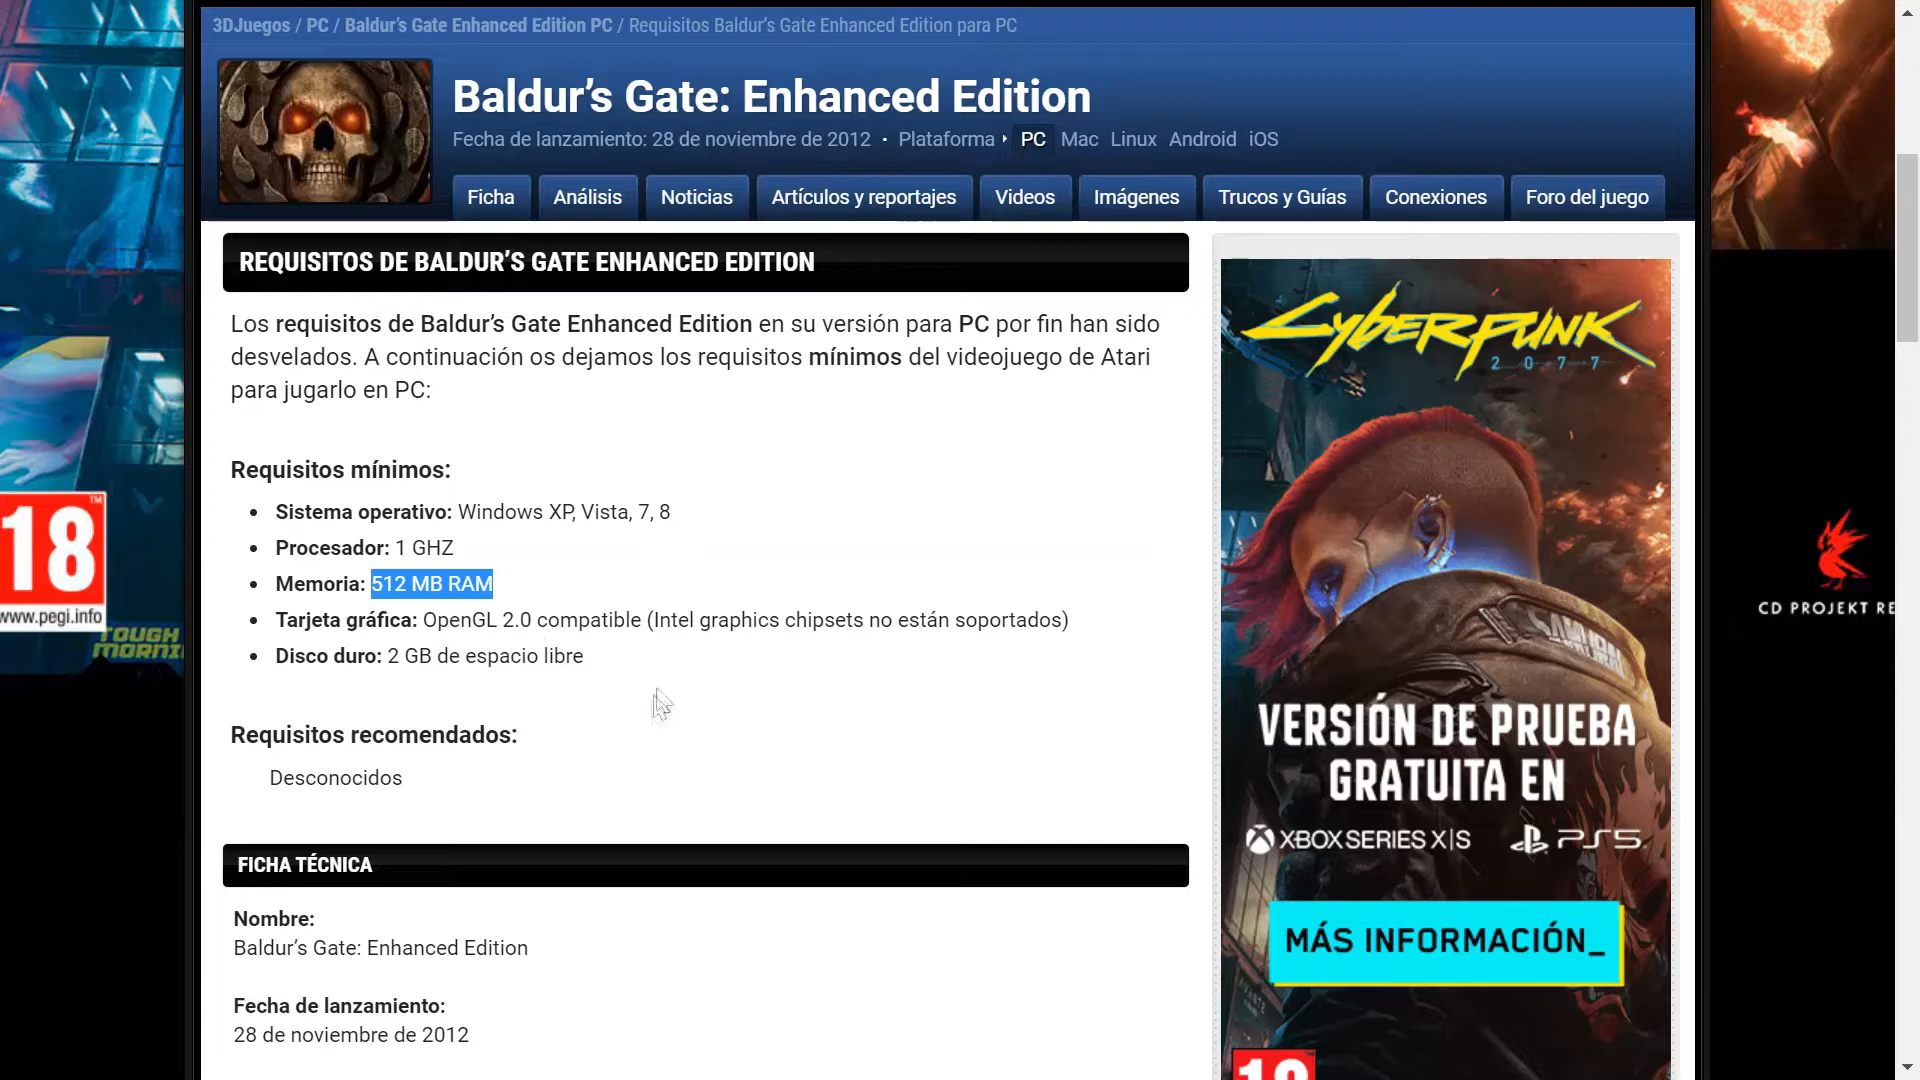 3DJuegos / PC / Baldur's Gate Enhanced Edition PC / Requisitos Baldur's Gate Enhanced Edition para PC
Baldur's Gate: Enhanced Edition
Fecha de lanzamiento: 28 de noviembre de 2012 • Plataforma PC Mac Linux Android iOS
Ficha Análisis Noticias Artículos y reportajes Videos Imágenes Trucos y Guías Conexiones Foro del juego
REQUISITOS DE BALDUR'S GATE ENHANCED EDITION
Los requisitos de Baldur's Gate Enhanced Edition en su versión para PC por fin han sido
desvelados. A continuación os dejamos los requisitos mínimos del videojuego de Atari
para jugarlo en PC:
Requisitos mínimos:
• Sistema operativo: Windows XP, Vista, 7, 8
• Procesador: 1 GHZ
• Memoria: 512 MB RAM
• Tarjeta gráfica: OpenGL 2.0 compatible (Intel graphics chipsets no están soportados)
• Disco duro: 2 GB de espacio libre
Requisitos recomendados:
Desconocidos
FICHA TÉCNICA
Nombre:
Baldur's Gate: Enhanced Edition
Fecha de lanzamiento:
28 de noviembre de 2012
Cyberpunk
2077
SAMURAI
VERSIÓN DE PRUEBA
GRATUITA EN
XBOX SERIES X|S PS5
MÁS INFORMACIÓN_
18
18
www.pegi.info
TOUGH
CD PROJEKT RE